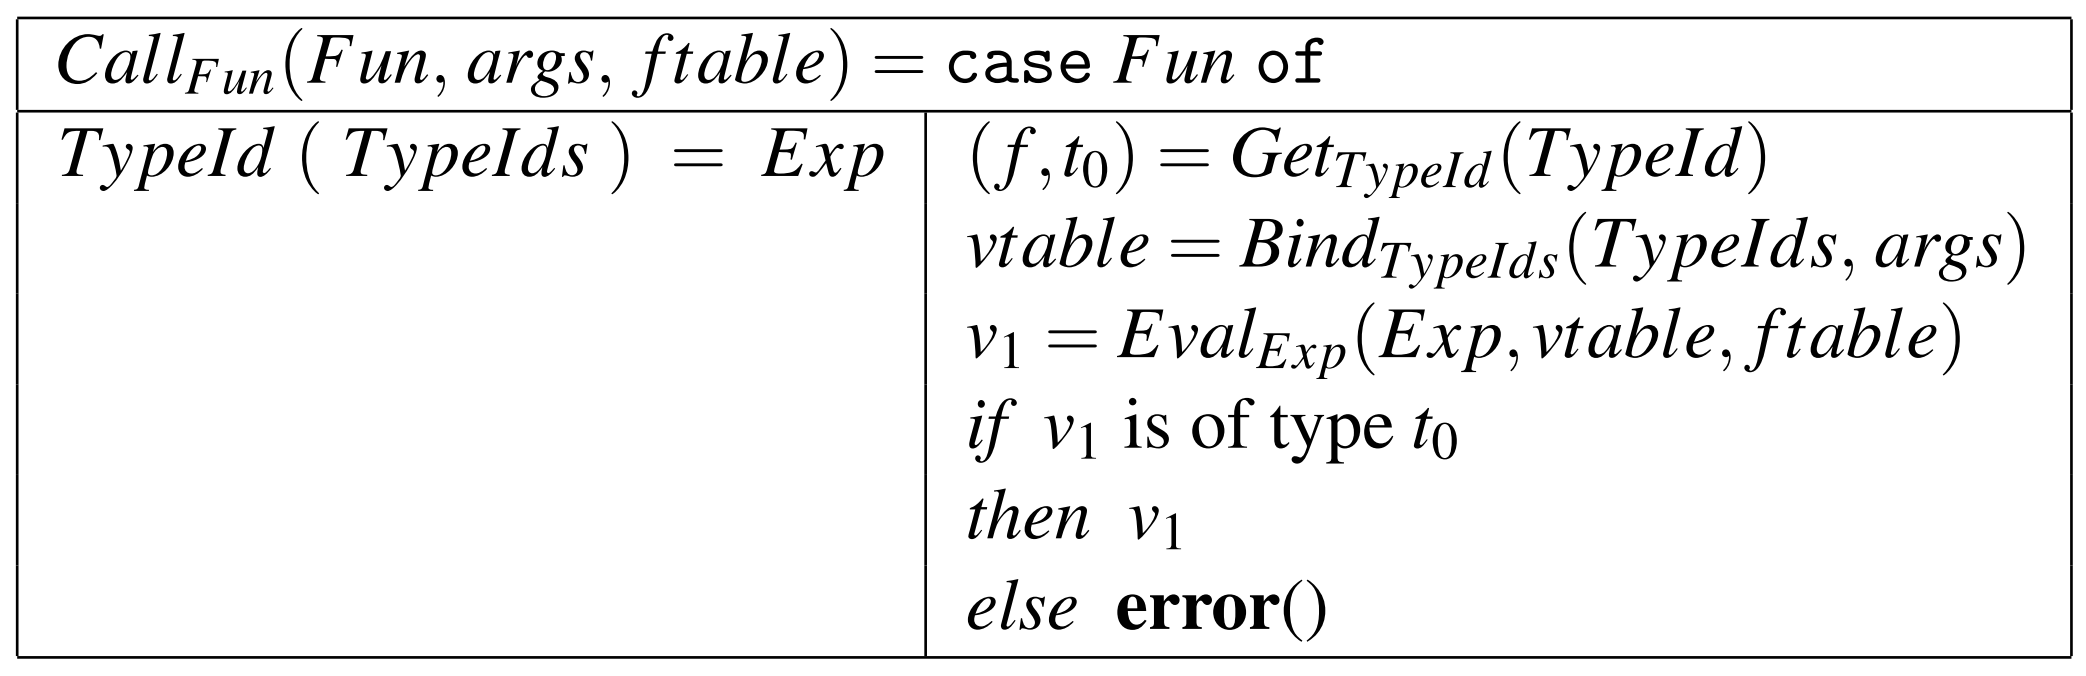 Call_Fun(Fun, args, ftable) = case Fun of
TypeId ( TypeIds ) = Exp (f, t_0) = Get_TypeId(TypeId)
vtable = Bind_TypeIds(TypeIds, args)
v_1 = Eval_Exp(Exp, vtable, ftable)
if v_1 is of type t_0
then v_1
else error()